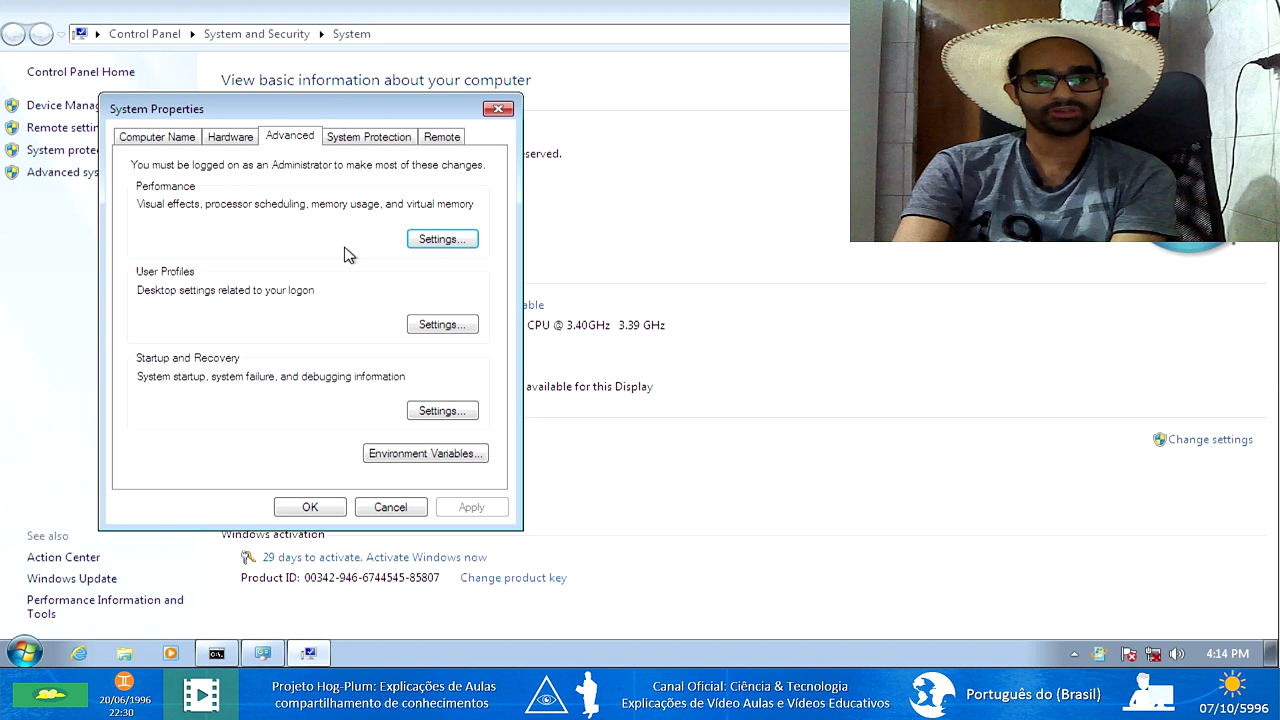 Control Panel System and Security System
Control Panel Home
View basic information about your computer
Device Manag
Remote settin
System prote
Advanced sys
System Properties
Computer Name Hardware Advanced System Protection Remote
You must be logged on as an Administrator to make most of these changes.
Performance
Visual effects, processor scheduling, memory usage, and virtual memory
Settings...
User Profiles
Desktop settings related to your logon
Settings...
Startup and Recovery
System startup, system failure, and debugging information
Settings...
Environment Variables...
OK Cancel Apply
served.
able
CPU @ 3.40GHz 3.39 GHz
available for this Display
Change settings
See also
Action Center
Windows Update
Performance Information and
Tools
Windows activation
29 days to activate. Activate Windows now
Product ID: 00342-946-6744545-85807 Change product key
4:14 PM
20/06/1996
22:30
Projeto Hog-Plum: Explicações de Aulas
compartilhamento de conhecimentos
Canal Oficial: Ciência & Tecnologia
Explicações de Vídeo Aulas e Vídeos Educativos
Português do (Brasil)
07/10/5996